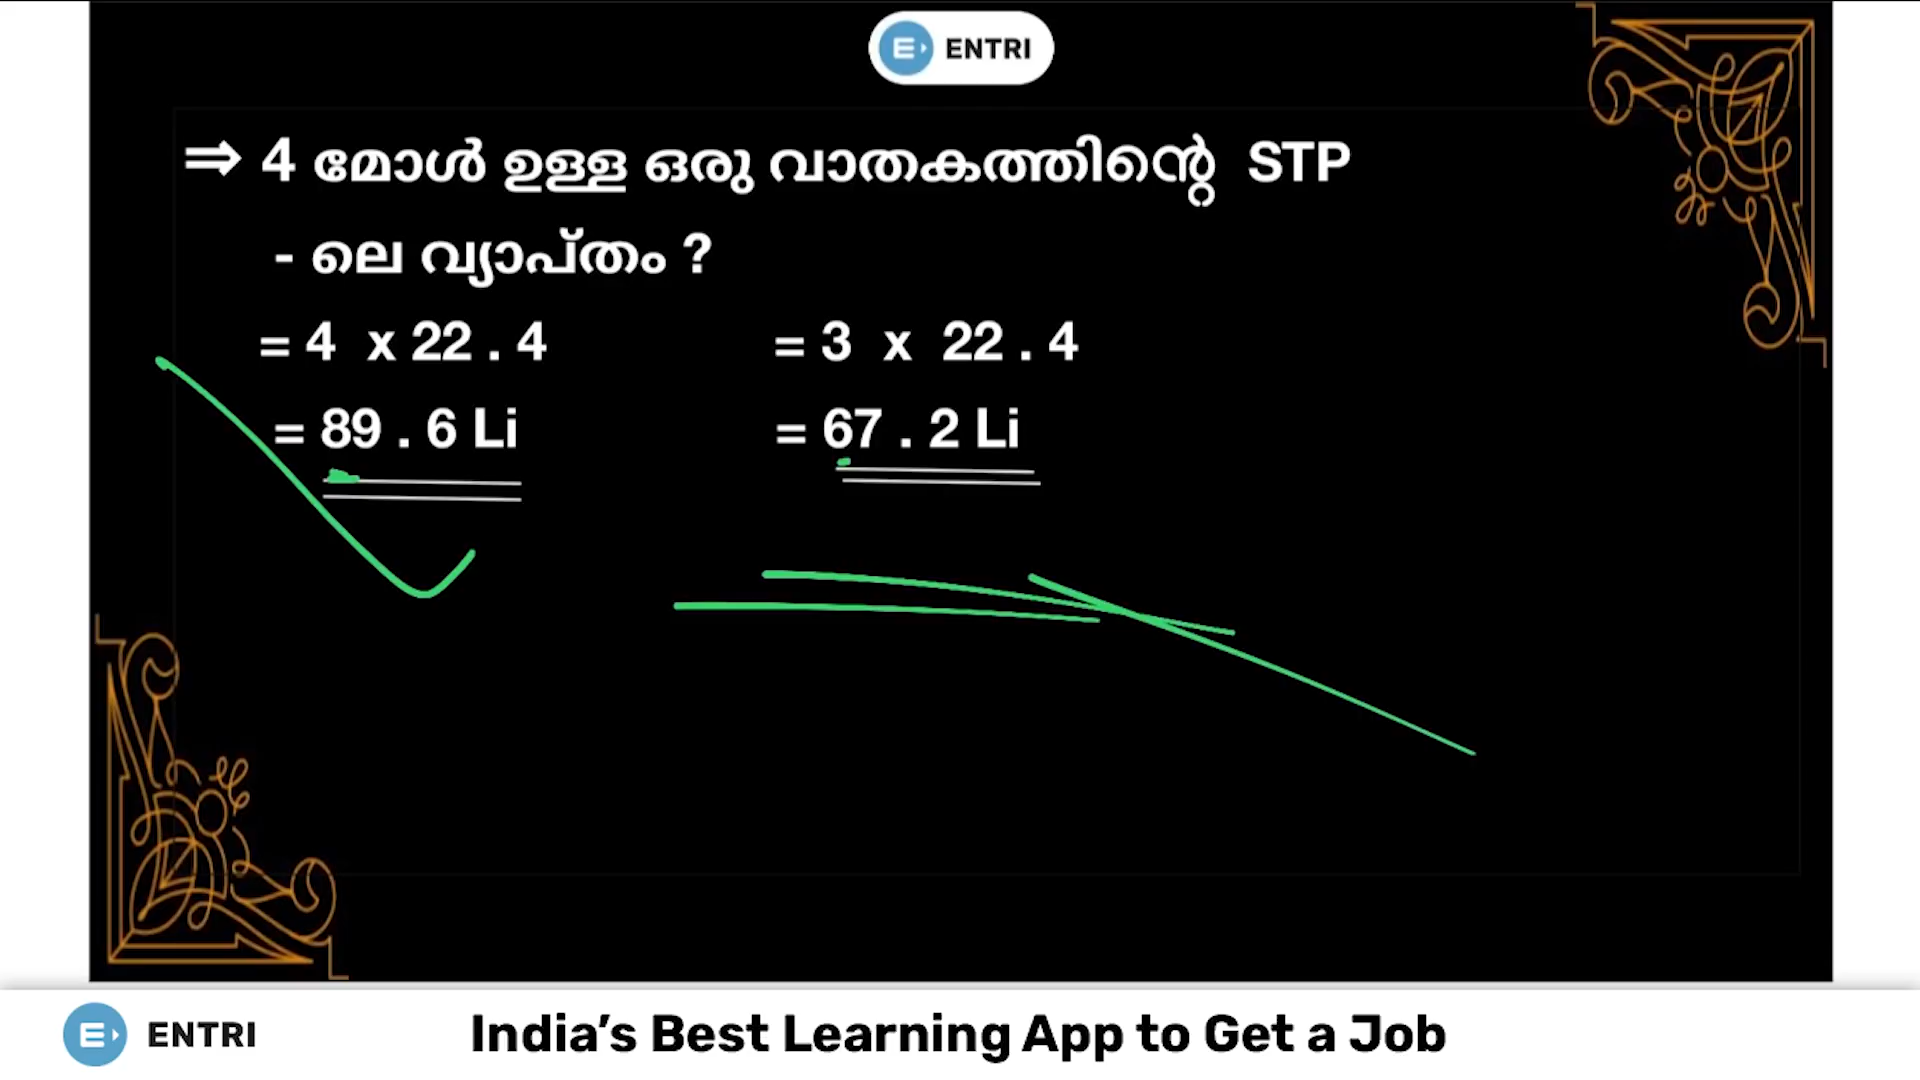 ENTRI
⇒ 4 മോൾ ഉള്ള ഒരു വാതകത്തിന്റെ STP
- ലെ വ്യാപ്തം ?
= 4 x 22 . 4
= 3 x 22 . 4
= 89 . 6 Li
= 67 . 2 Li
ENTRI
India's Best Learning App to Get a Job